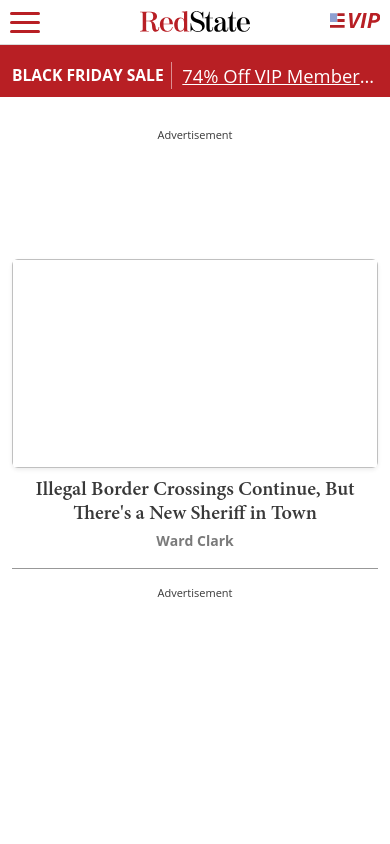 RedState
VIP
BLACK FRIDAY SALE
74% Off VIP Member...
Advertisement
Illegal Border Crossings Continue, But
There's a New Sheriff in Town
Ward Clark
Advertisement